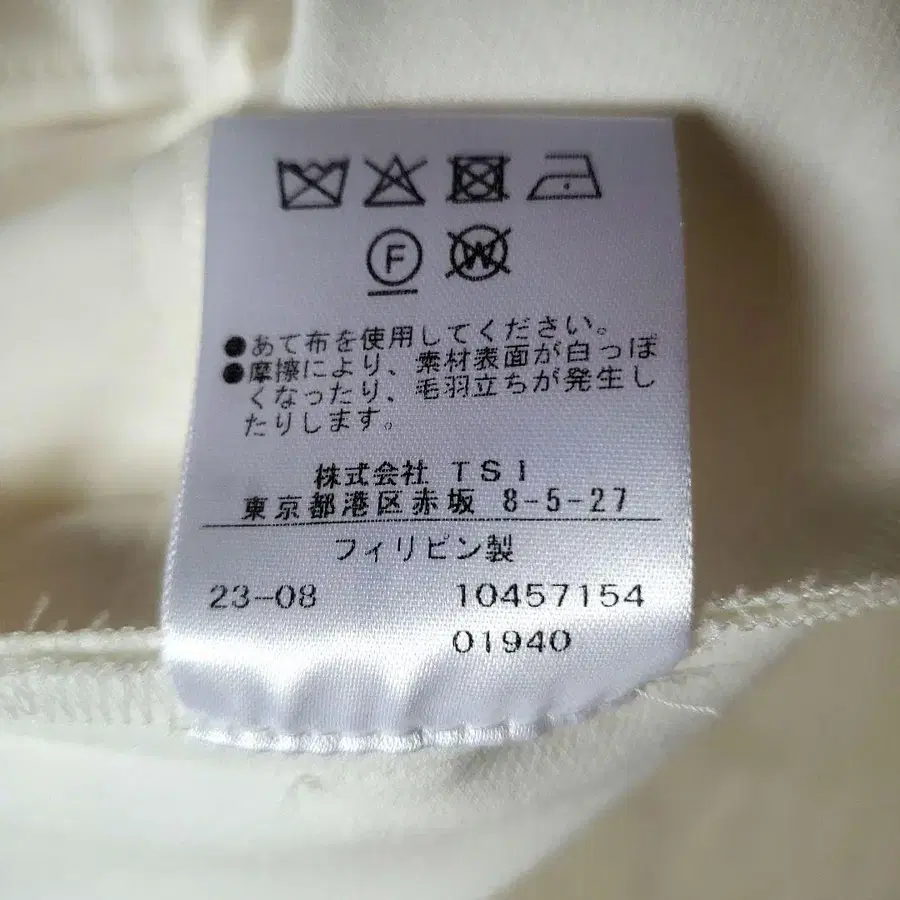 F
W
●あて布を使用してください。
●摩擦により、素材表面が白っぽ
くなったり、毛羽立ちが発生し
たりします。
株式会社 TSI
東京都港区赤坂 8-5-27
フィリピン製
23-08 10457154
01940